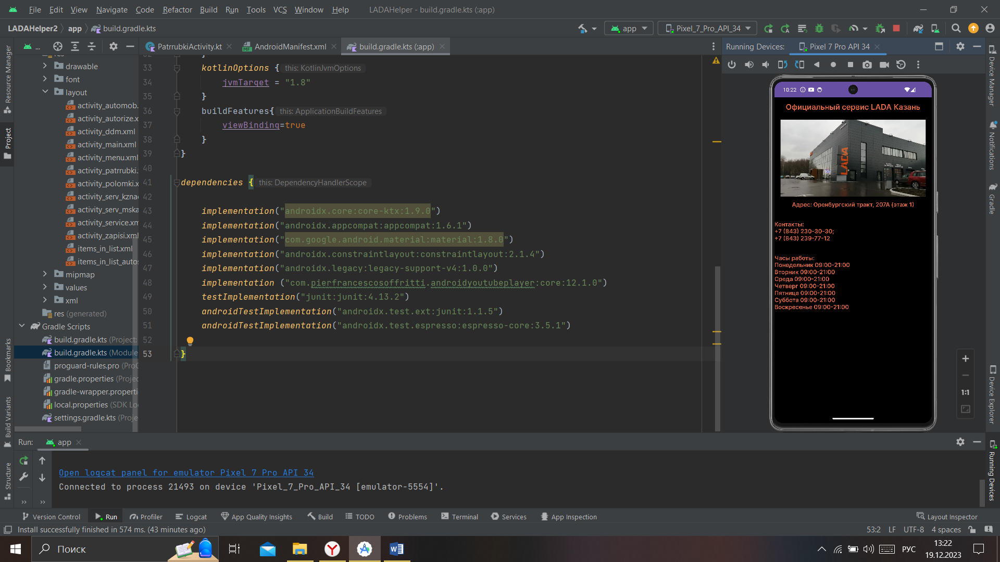 File Edit View Navigate Code Refactor Build Run Tools VCS Window Help LADAHelper - build.gradle.kts (:app)
LADAHelper2 app build.gradle.kts
app Pixel_7_Pro_API_34
...
PatrrubkiActivity.kt AndroidManifest.xml build.gradle.kts (:app)
Running Devices: Pixel 7 Pro API 34
Resource Manager
Project
Bookmarks
Build Variants
Structure
drawable
font
layout
activity_automob.
activity_autorize.x
activity_ddm.xml
activity_main.xml
activity_menu.xml
activity_patrrubki.
activity_polomki.x
activity_serv_kzna
activity_serv_mska
activity_service.xm
activity_zapisi.xml
items_in_list.xml
items_in_list_autos
mipmap
values
xml
res (generated)
Gradle Scripts
build.gradle.kts (Project:
build.gradle.kts (Module
proguard-rules.pro (ProG
gradle.properties (Projec
gradle-wrapper.properti
local.properties (SDK Lo
settings.gradle.kts (Proje
33 kotlinOptions { this: KotlinJvmOptions
34 jvmTarget = "1.8"
35 }
36 buildFeatures{ this: ApplicationBuildFeatures
37 viewBinding=true
38 }
39 }
40
41 dependencies { this: DependencyHandlerScope
42
43 implementation("androidx.core:core-ktx:1.9.0")
44 implementation("androidx.appcompat:appcompat:1.6.1")
45 implementation("com.google.android.material:material:1.8.0")
46 implementation("androidx.constraintlayout:constraintlayout:2.1.4")
47 implementation("androidx.legacy:legacy-support-v4:1.0.0")
48 implementation ("com.pierfrancescosoffritti.androidyoutubeplayer:core:12.1.0")
49 testImplementation("junit:junit:4.13.2")
50 androidTestImplementation("androidx.test.ext:junit:1.1.5")
51 androidTestImplementation("androidx.test.espresso:espresso-core:3.5.1")
52
53 }
10:22
Официальный сервис LADA Казань
LADA
Адрес: Оренбургский тракт, 207А (этаж 1)
Контакты:
+7 (843) 230-30-30;
+7 (843) 239-77-12
Часы работы:
Понедельник 09:00-21:00
Вторник 09:00-21:00
Среда 09:00-21:00
Четверг 09:00-21:00
Пятница 09:00-21:00
Суббота 09:00-21:00
Воскресенье 09:00-21:00
1:1
Device Manager
Notifications
Gradle
Device Explorer
Running Devices
Run: app
Open logcat panel for emulator Pixel 7 Pro API 34
Connected to process 21493 on device 'Pixel_7_Pro_API_34 [emulator-5554]'.
Version Control Run Profiler Logcat App Quality Insights Build TODO Problems Terminal Services App Inspection Layout Inspector
Install successfully finished in 574 ms. (43 minutes ago) 53:2 LF UTF-8 4 spaces
Поиск
РУС
13:22
19.12.2023